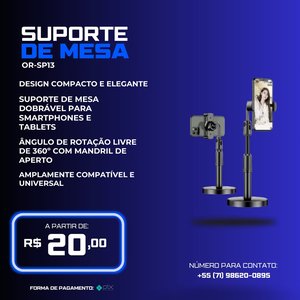 SUPORTE
DE MESA
OR-SP13
DESIGN COMPACTO E ELEGANTE
SUPORTE DE MESA
DOBRÁVEL PARA
SMARTPHONES E
TABLETS
ÂNGULO DE ROTAÇÃO LIVRE
DE 360º COM MANDRIL DE
APERTO
AMPLAMENTE COMPATÍVEL E
UNIVERSAL
A PARTIR DE:
R$ 20,00
FORMA DE PAGAMENTO: pix
NÚMERO PARA CONTATO:
+55 (71) 98620-0895